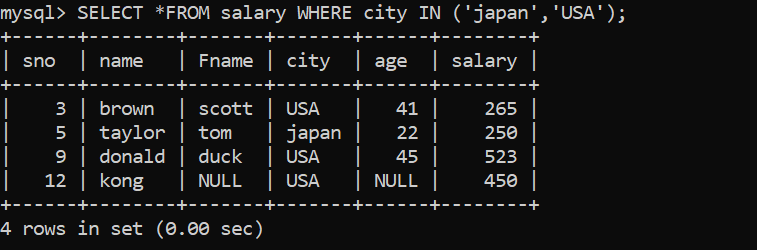 mysql> SELECT *FROM salary WHERE city IN ('japan','USA');
+------+---------+-------+-------+------+--------+
| sno  | name    | Fname | city  | age  | salary |
+------+---------+-------+-------+------+--------+
|    3 | brown   | scott | USA   |   41 |    265 |
|    5 | taylor  | tom   | japan |   22 |    250 |
|    9 | donald  | duck  | USA   |   45 |    523 |
|   12 | kong    | NULL  | USA   | NULL |    450 |
+------+---------+-------+-------+------+--------+
4 rows in set (0.00 sec)